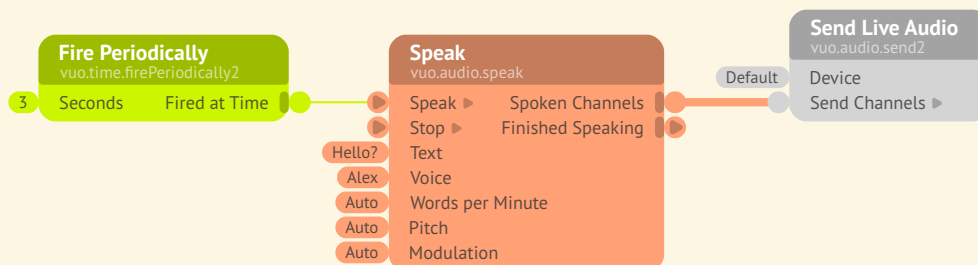 Fire Periodically
vuo.time.firePeriodically2
3 Seconds Fired at Time
Speak
vuo.audio.speak
Speak Spoken Channels
Stop Finished Speaking
Hello? Text
Alex Voice
Auto Words per Minute
Auto Pitch
Auto Modulation
Send Live Audio
vuo.audio.send2
Default Device
Send Channels